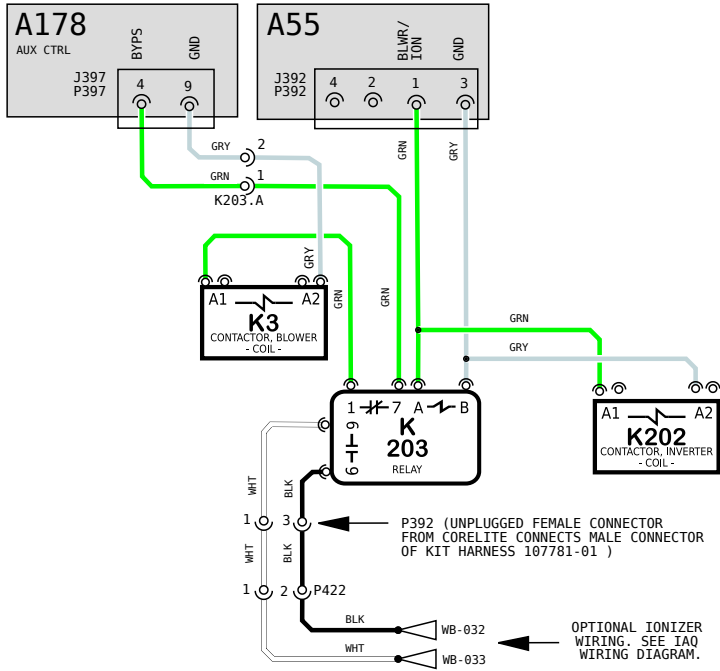 A178
AUX CTRL
BYPS
GND
J397
P397
4
9
A55
BLWR/
ION
GND
J392
P392
4
2
1
3
GRY
2
GRN
1
K203.A
GRN
GRY
GRY
GRN
GRN
A1
A2
K3
CONTACTOR, BLOWER
- COIL -
GRN
GRY
A1
A2
K202
CONTACTOR, INVERTER
- COIL -
1
7
A
B
9
6
K
203
RELAY
WHT
BLK
1
3
P392 (UNPLUGGED FEMALE CONNECTOR
FROM CORELITE CONNECTS MALE CONNECTOR
OF KIT HARNESS 107781-01 )
WHT
BLK
1
2
P422
BLK
WB-032
WHT
WB-033
OPTIONAL IONIZER
WIRING. SEE IAQ
WIRING DIAGRAM.